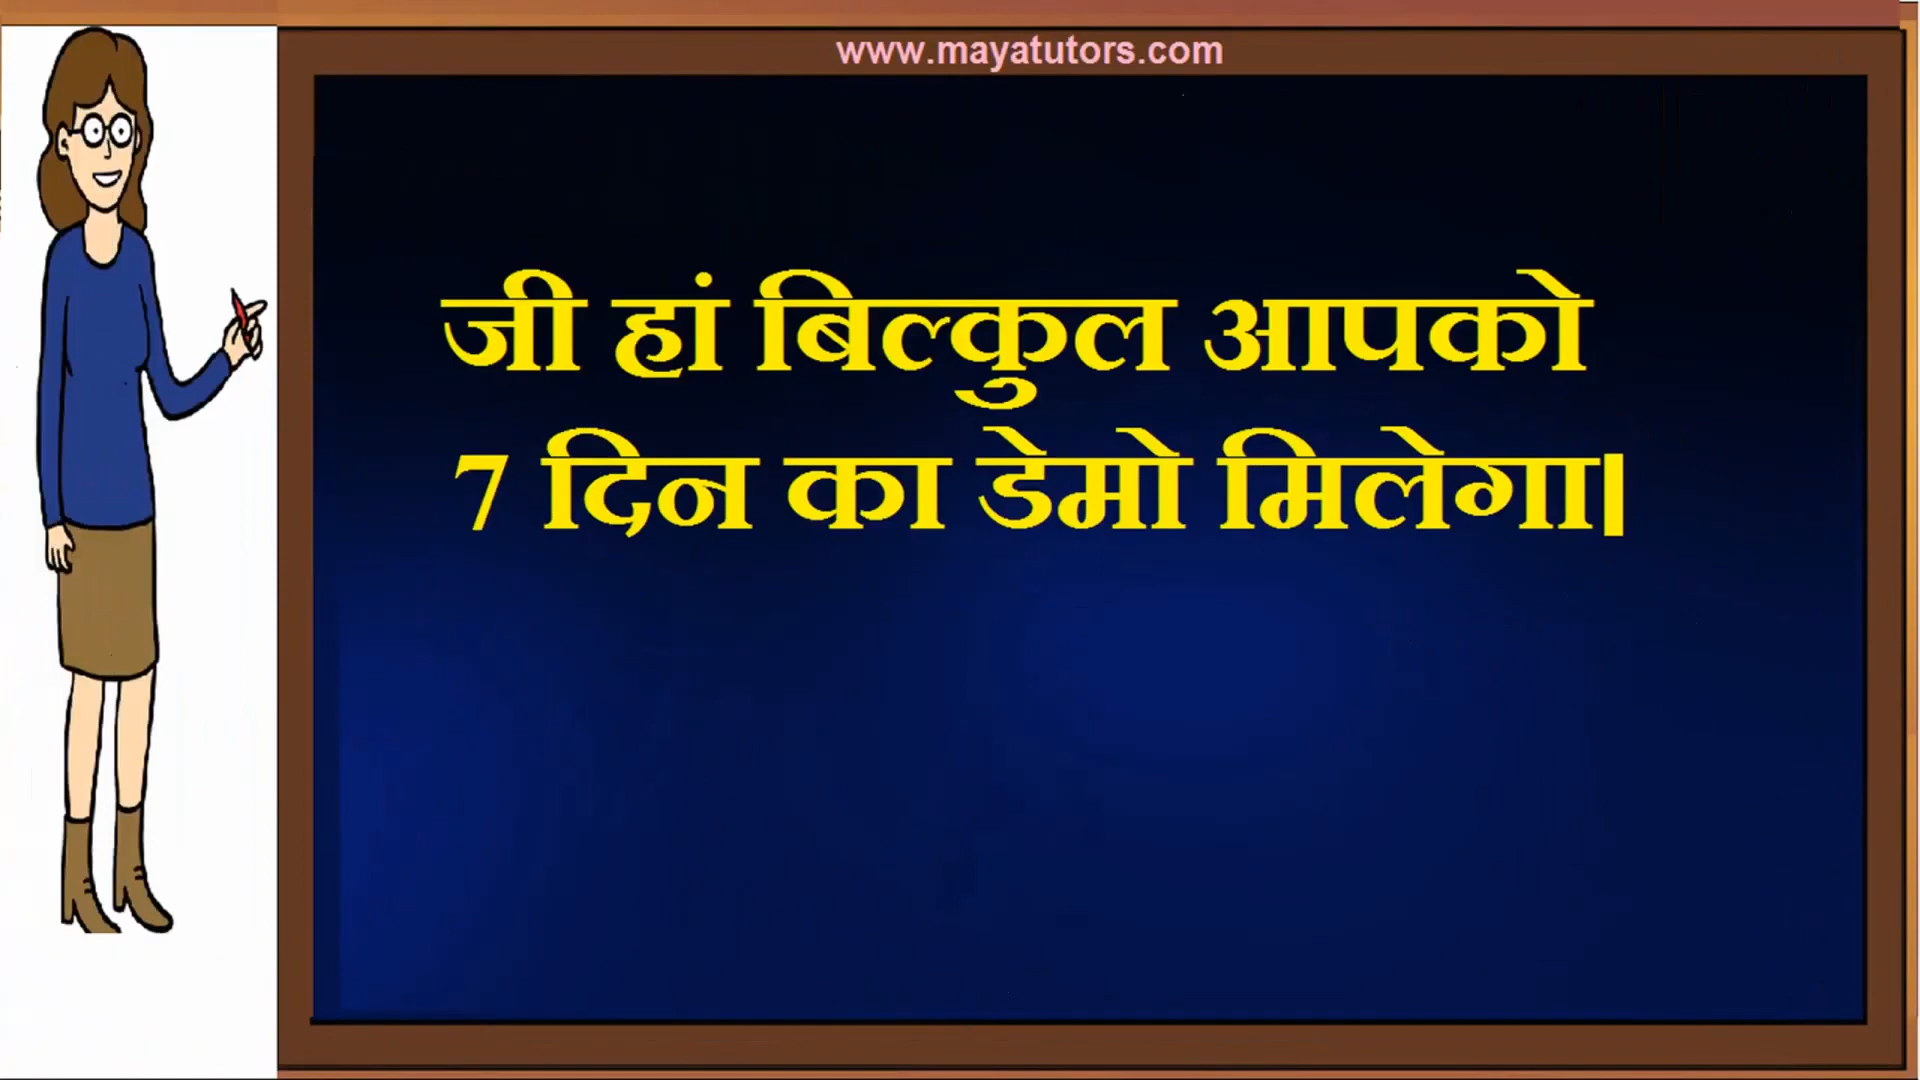 www.mayatutors.com
जी हां बिल्कुल आपको
7 दिन का डेमो मिलेगा।